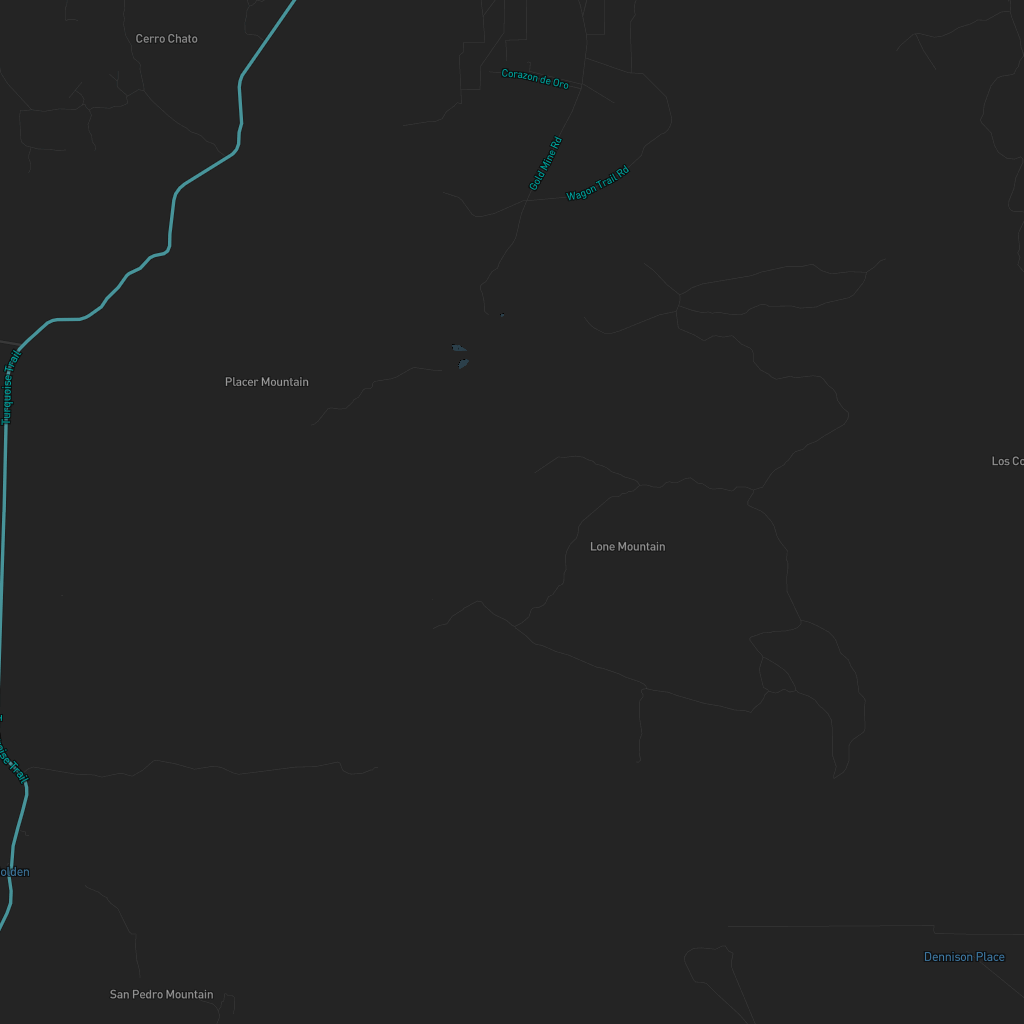 Cerro Chato
Corazon de Oro
Gold Mine Rd
Wagon Trail Rd
Turquoise Trail
Placer Mountain
Los Co
Lone Mountain
oise Trail
olden
Dennison Place
San Pedro Mountain